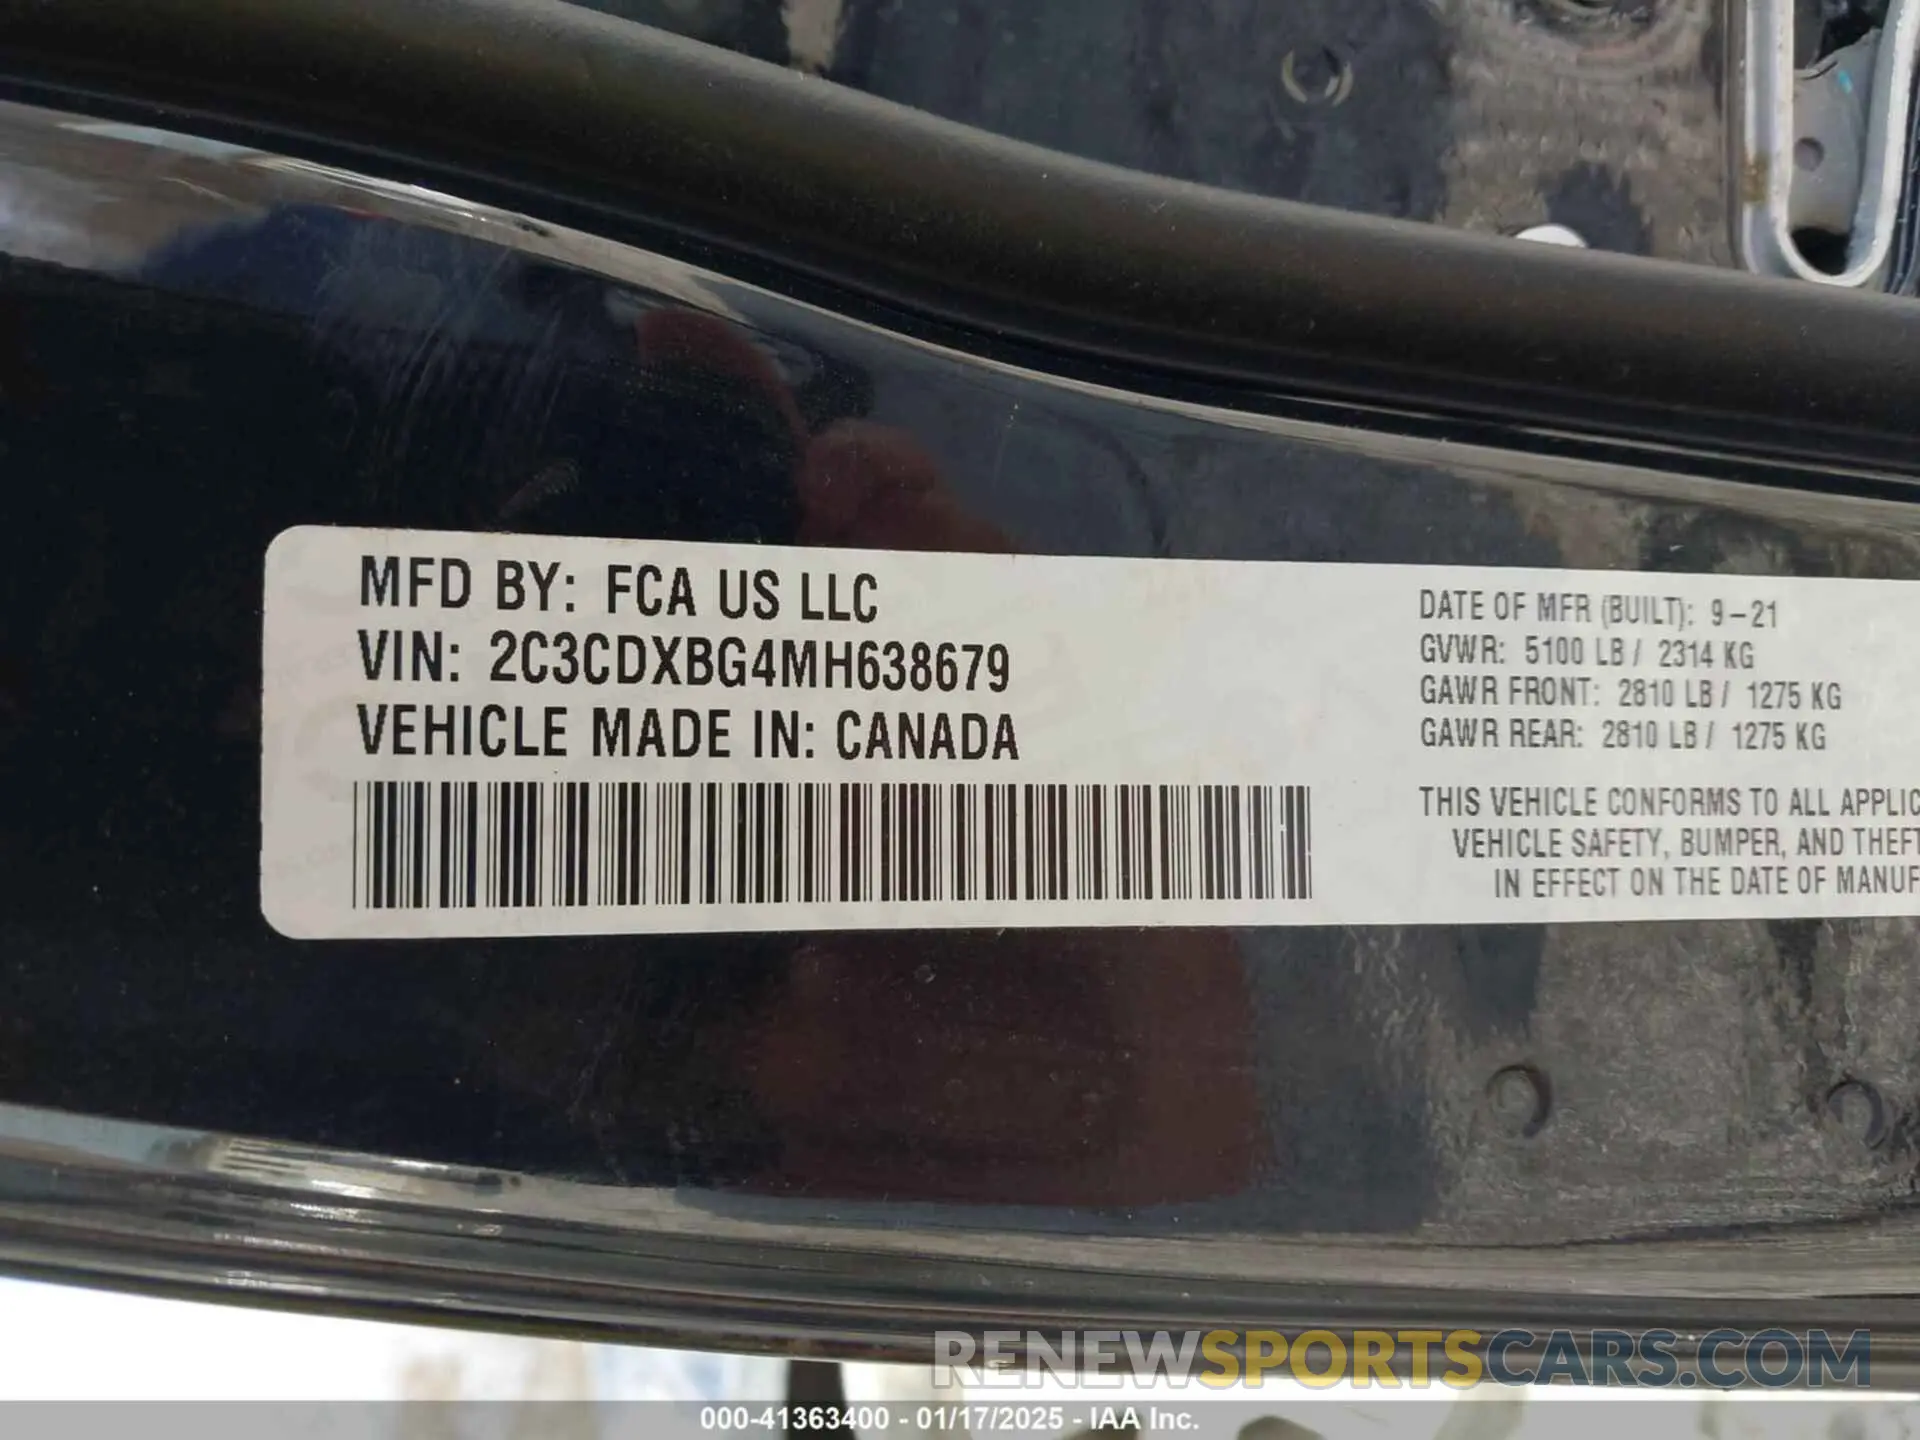 MFD BY: FCA US LLC
VIN: 2C3CDXBG4MH638679
VEHICLE MADE IN: CANADA
DATE OF MFR (BUILT): 9-21
GVWR: 5100 LB / 2314 KG
GAWR FRONT: 2810 LB / 1275 KG
GAWR REAR: 2810 LB / 1275 KG
THIS VEHICLE CONFORMS TO ALL APPLIC
VEHICLE SAFETY, BUMPER, AND THEFT
IN EFFECT ON THE DATE OF MANUF
RENEWSPORTSCARS.COM
000-41363400 - 01/17/2025 - IAA Inc.